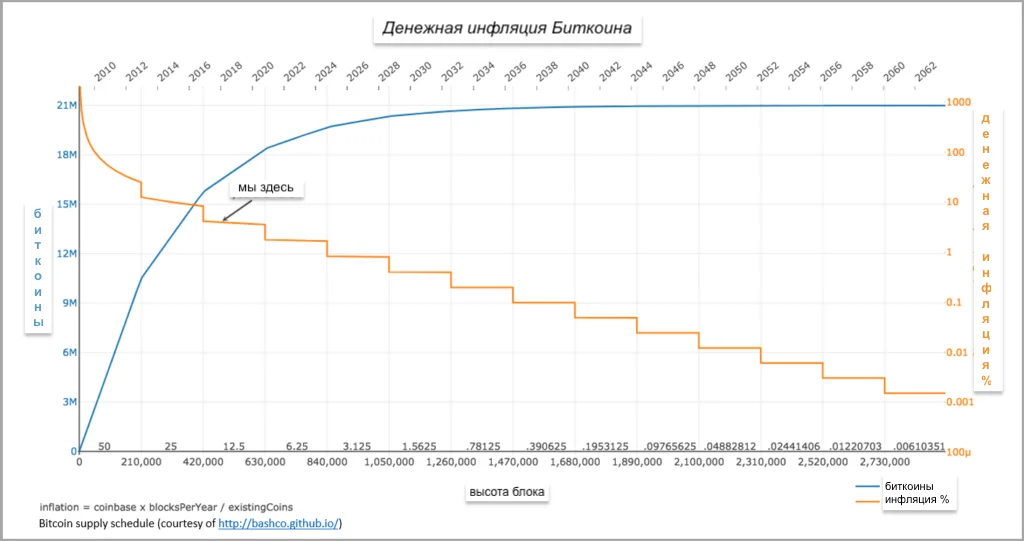 Денежная инфляция Биткоина
2010 2012 2014 2016 2018 2020 2022 2024 2026 2028 2030 2032 2034 2036 2038 2040 2042 2044 2046 2048 2050 2052 2054 2056 2058 2060 2062
21M
18M
15M
12M
9M
6M
3M
0
биткоины
мы здесь
1000
100
10
1
0.1
0.01
0.001
100µ
денежная инфляция %
50 25 12.5 6.25 3.125 1.5625 .78125 .390625 .1953125 .09765625 .04882812 .02441406 .01220703 .00610351
0 210,000 420,000 630,000 840,000 1,050,000 1,260,000 1,470,000 1,680,000 1,890,000 2,100,000 2,310,000 2,520,000 2,730,000
высота блока
биткоины
инфляция %
inflation = coinbase x blocksPerYear / existingCoins
Bitcoin supply schedule (courtesy of http://bashco.github.io/)